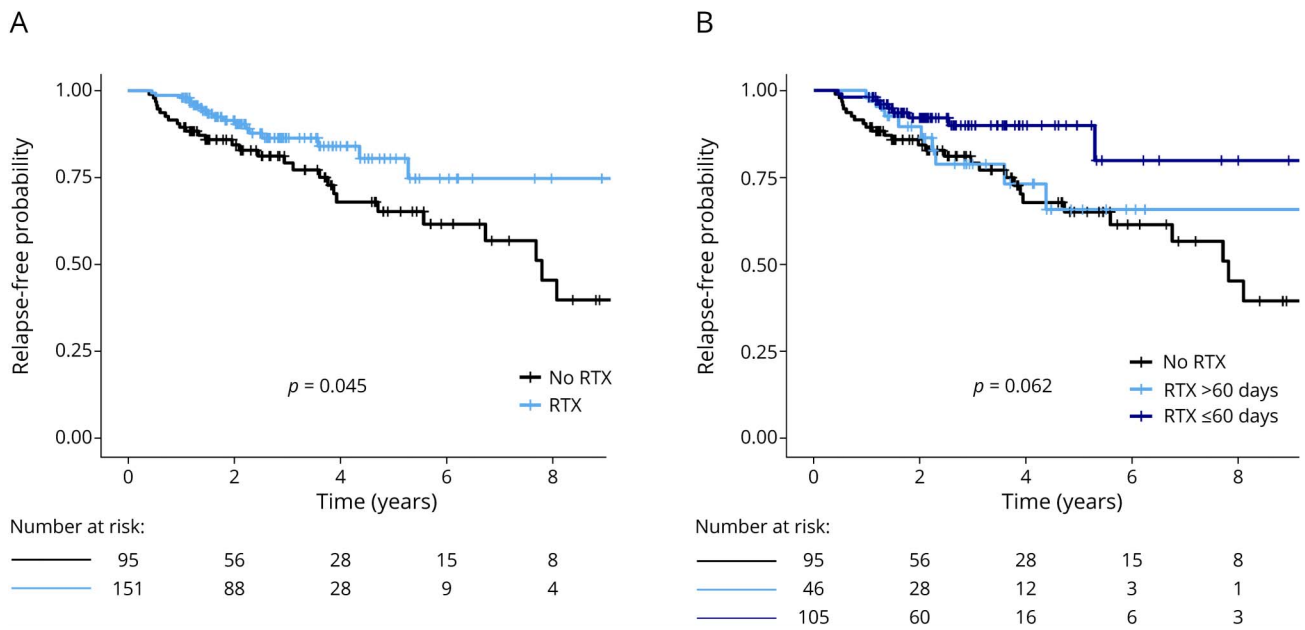 A
Relapse-free probability
1.00
0.75
0.50
0.25
0.00
p = 0.045
No RTX
RTX
0 2 4 6 8
Time (years)
Number at risk:
95 56 28 15 8
151 88 28 9 4
B
Relapse-free probability
1.00
0.75
0.50
0.25
0.00
p = 0.062
No RTX
RTX >60 days
RTX ≤60 days
0 2 4 6 8
Time (years)
Number at risk:
95 56 28 15 8
46 28 12 3 1
105 60 16 6 3